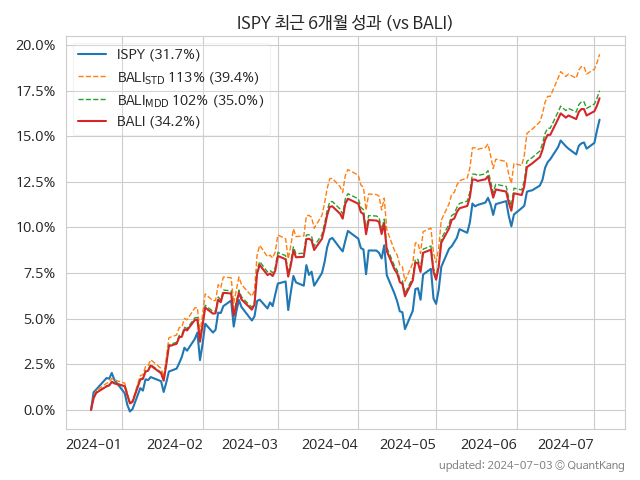 ISPY 최근 6개월 성과 (vs BALI)
20.0%
17.5%
15.0%
12.5%
10.0%
7.5%
5.0%
2.5%
0.0%
ISPY (31.7%)
BALI_STD 113% (39.4%)
BALI_MDD 102% (35.0%)
BALI (34.2%)
2024-01 2024-02 2024-03 2024-04 2024-05 2024-06 2024-07
updated: 2024-07-03 © QuantKang